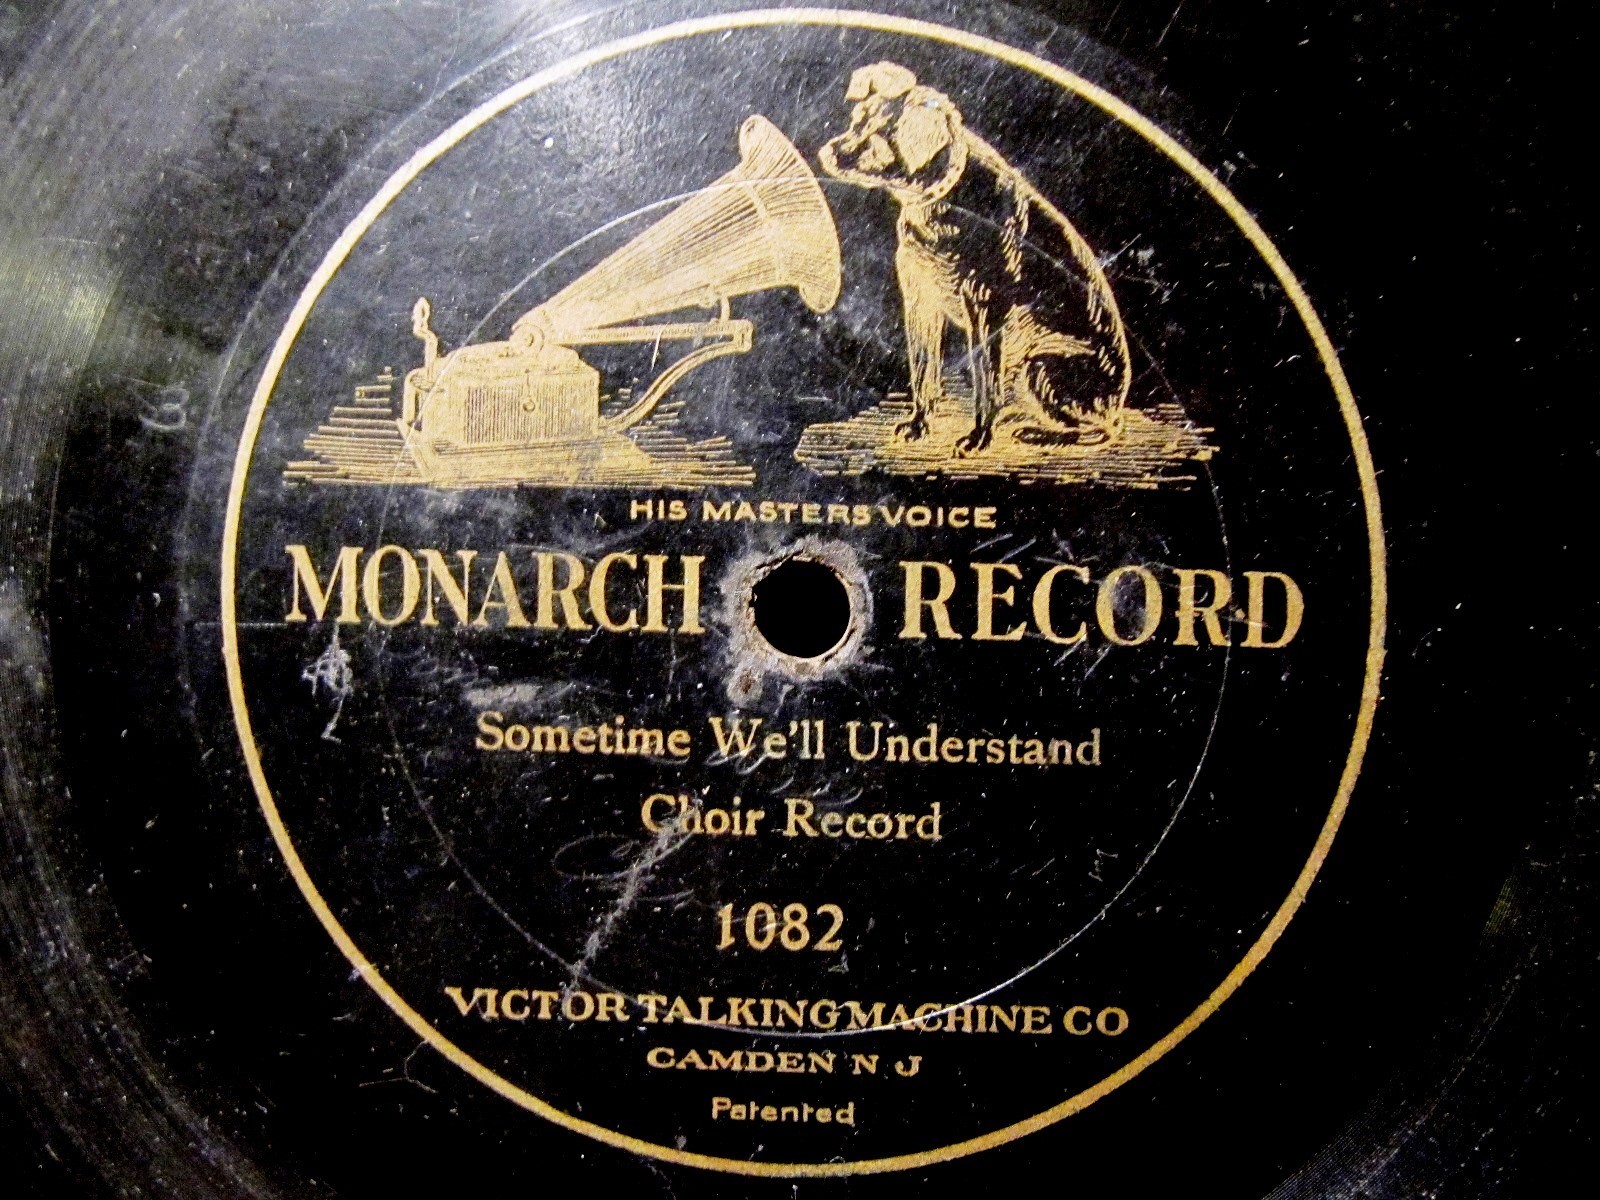 HIS MASTERS VOICE
MONARCH RECORD
Sometime We'll Understand
Choir Record
1082
VICTOR TALKING MACHINE CO
CAMDEN N J
Patented